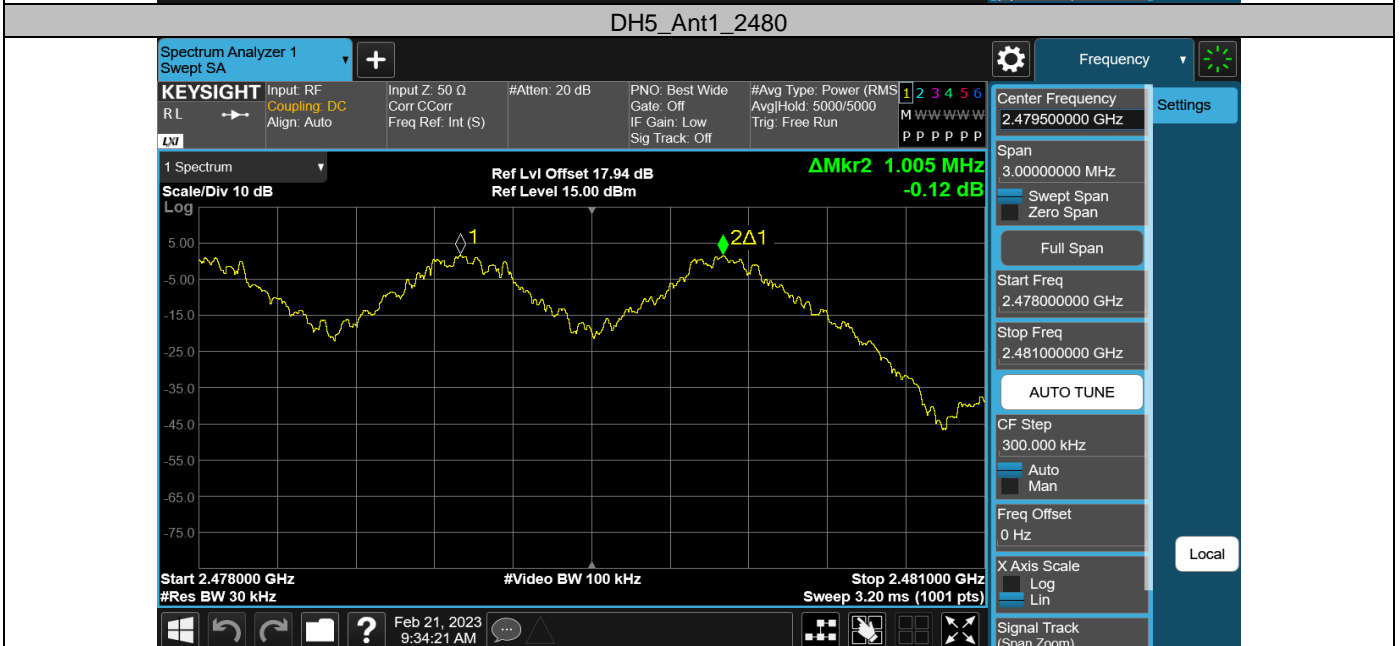 DH5_Ant1_2480
Spectrum Analyzer 1
Swept SA
Frequency
KEYSIGHT
RL
LXI
Input: RF
Coupling: DC
Align: Auto
Input Z: 50 Ω
Corr CCorr
Freq Ref: Int (S)
#Atten: 20 dB
PNO: Best Wide
Gate: Off
IF Gain: Low
Sig Track: Off
#Avg Type: Power (RMS
Avg|Hold: 5000/5000
Trig: Free Run
1 2 3 4 5 6
M W W W W W
P P P P P P
1 Spectrum
Scale/Div 10 dB
Log
Ref Lvl Offset 17.94 dB
Ref Level 15.00 dBm
ΔMkr2 1.005 MHz
-0.12 dB
1
2Δ1
5.00
-5.00
-15.0
-25.0
-35.0
-45.0
-55.0
-65.0
-75.0
Start 2.478000 GHz
#Video BW 100 kHz
Stop 2.481000 GHz
#Res BW 30 kHz
Sweep 3.20 ms (1001 pts)
Feb 21, 2023
9:34:21 AM
Center Frequency
2.479500000 GHz
Settings
Span
3.00000000 MHz
Swept Span
Zero Span
Full Span
Start Freq
2.478000000 GHz
Stop Freq
2.481000000 GHz
AUTO TUNE
CF Step
300.000 kHz
Auto
Man
Freq Offset
0 Hz
Local
X Axis Scale
Log
Lin
Signal Track
(Span Zoom)